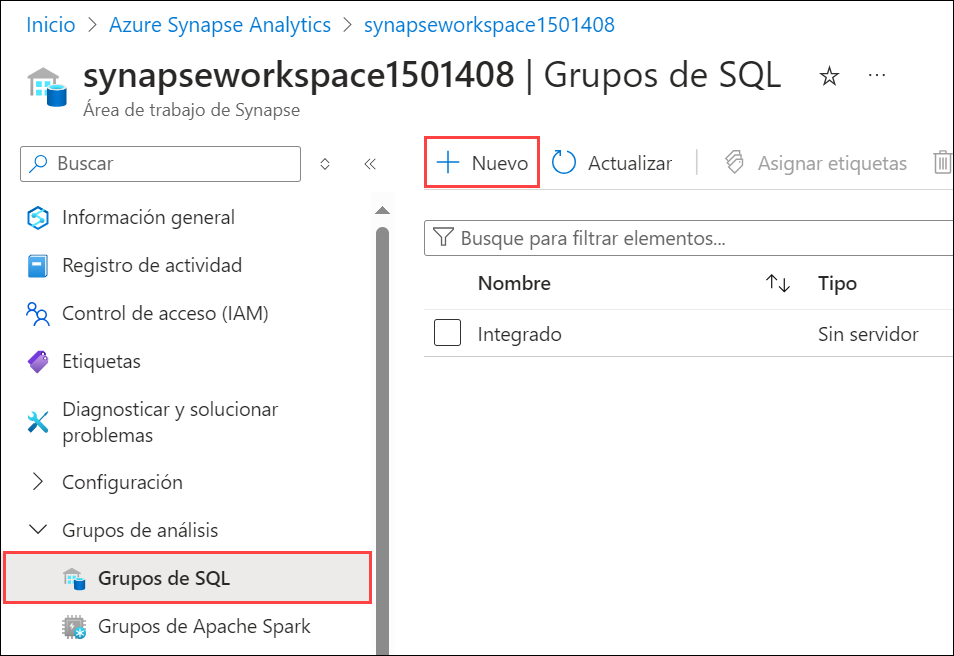 Inicio > Azure Synapse Analytics > synapseworkspace1501408
synapseworkspace1501408 | Grupos de SQL
Área de trabajo de Synapse
Buscar
Nuevo
Actualizar
Asignar etiquetas
Información general
Registro de actividad
Control de acceso (IAM)
Etiquetas
Diagnosticar y solucionar
problemas
Configuración
Grupos de análisis
Grupos de SQL
Grupos de Apache Spark
Busque para filtrar elementos...
Nombre Tipo
Integrado Sin servidor